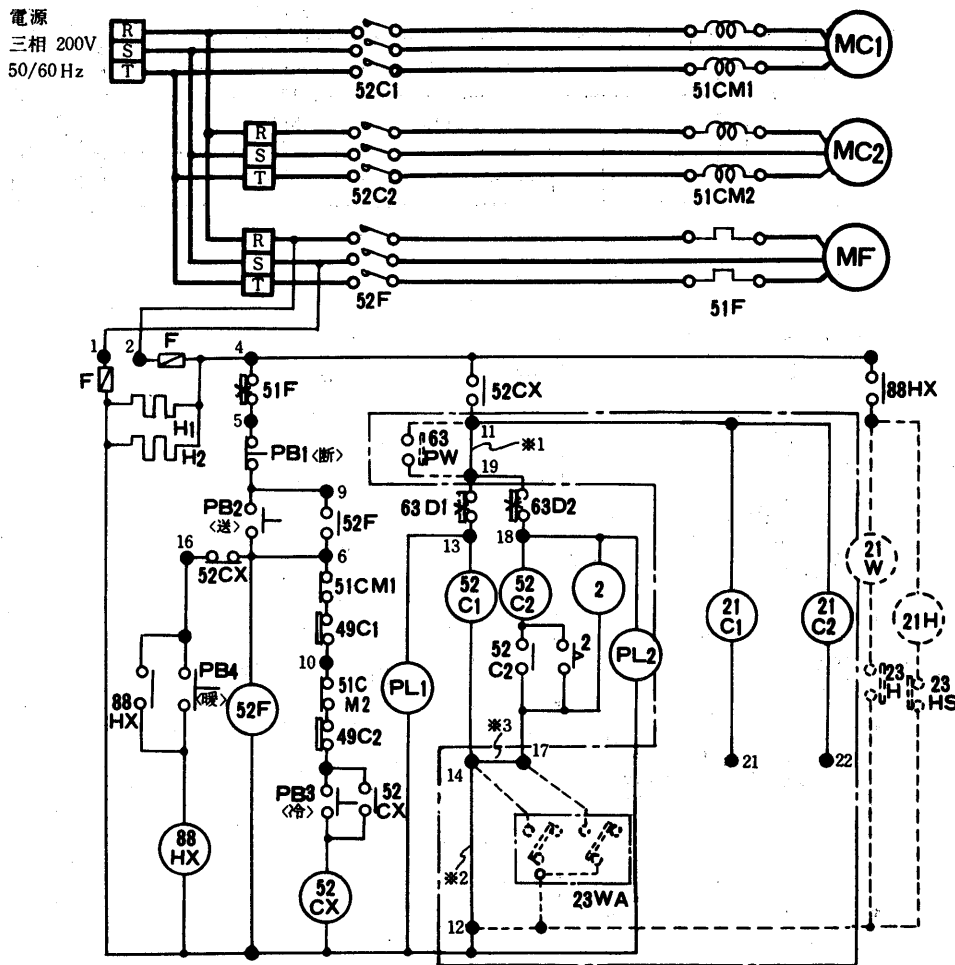 電源
三相 200V
50/60Hz
R
S
T
52C1
51CM1
MC1
R
S
T
52C2
51CM2
MC2
R
S
T
52F
51F
MF
1
2
F
4
F
H1
H2
51F
5
PB1〈断〉
9
PB2
〈送〉
52F
16
52CX
6
51CM1
49C1
10
51C
M2
49C2
88
HX
PB4
〈暖〉
52F
PB3
〈冷〉
52
CX
88
HX
52
CX
52CX
11
※1
63
PW
19
63D1
63D2
13
18
52
C1
52
C2
2
52
C2
2
PL1
PL2
※3
14
17
※2
23WA
12
21
C1
21
C2
21
22
88HX
21
W
21H
23
H
23
HS